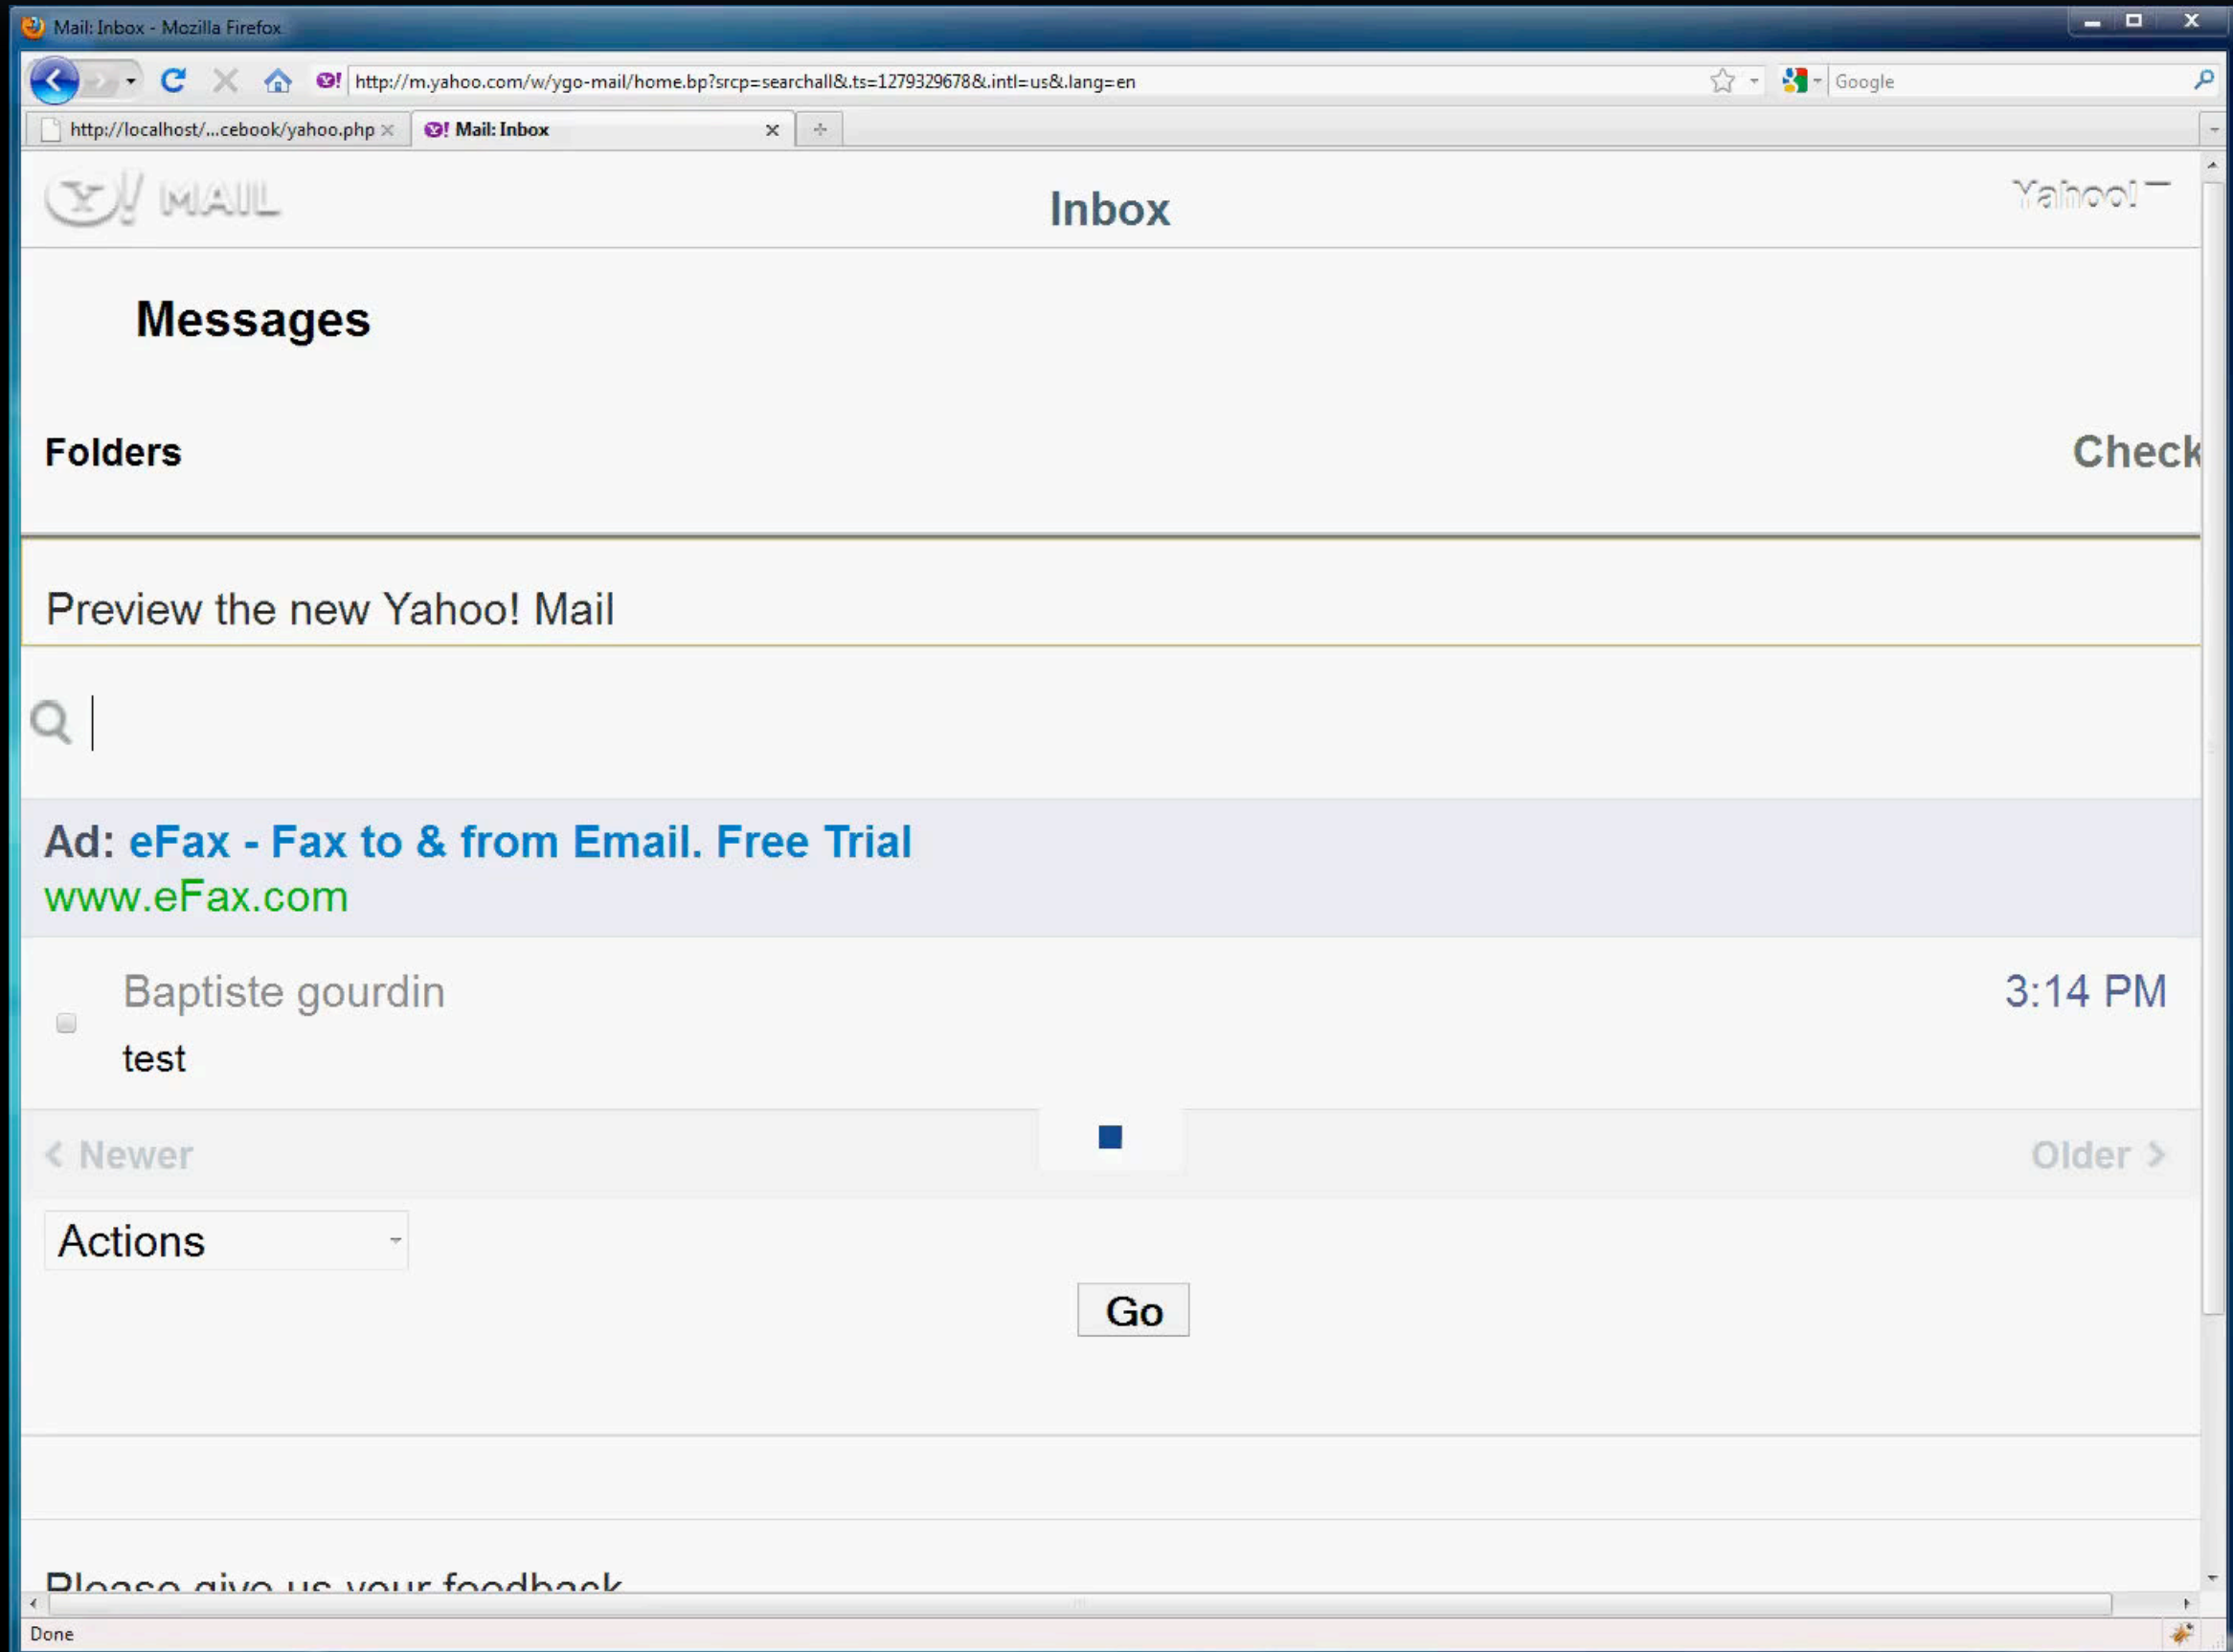 Mail: Inbox - Mozilla Firefox
http://m.yahoo.com/w/ygo-mail/home.bp?srcp=searchall&.ts=1279329678&.intl=us&.lang=en
Google
http://localhost/...cebook/yahoo.php
Y! Mail: Inbox
Y! MAIL
Inbox
Yahoo!
Messages
Folders
Check
Preview the new Yahoo! Mail
Ad: eFax - Fax to & from Email. Free Trial
www.eFax.com
Baptiste gourdin
3:14 PM
test
< Newer
Older >
Actions
Go
Please give us your feedback
Done